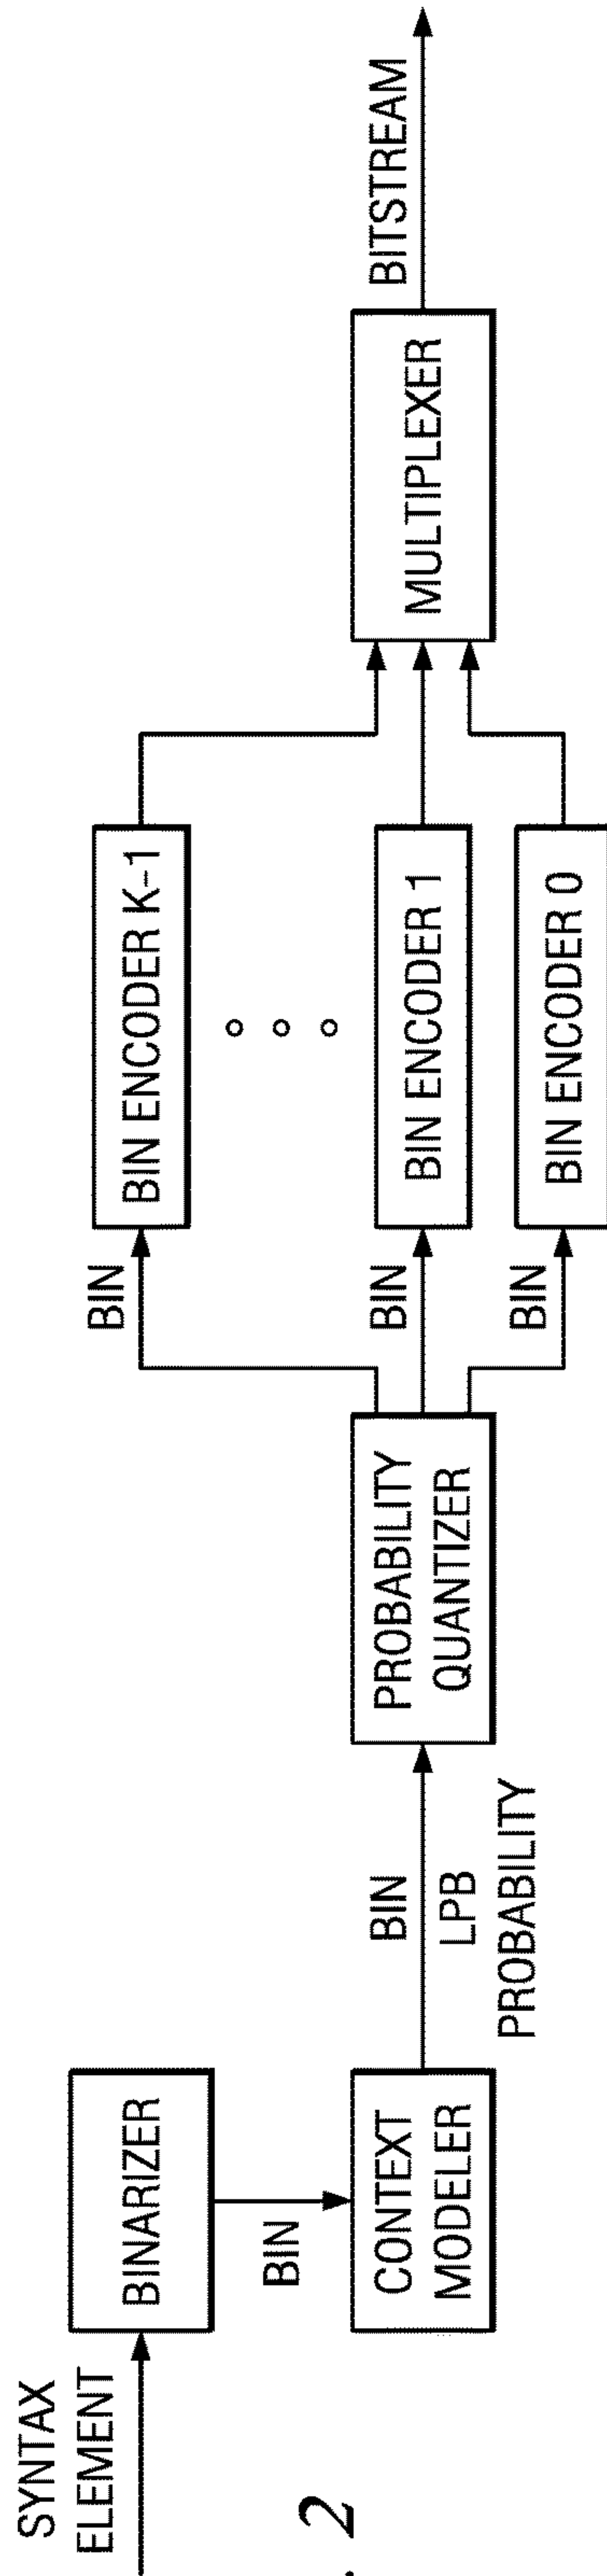 SYNTAX
ELEMENT
BINARIZER
BIN
CONTEXT
MODELER
BIN
LPB
PROBABILITY
PROBABILITY
QUANTIZER
BIN
BIN
BIN
BIN ENCODER K-1
BIN ENCODER 1
BIN ENCODER 0
MULTIPLEXER
BITSTREAM
. 2